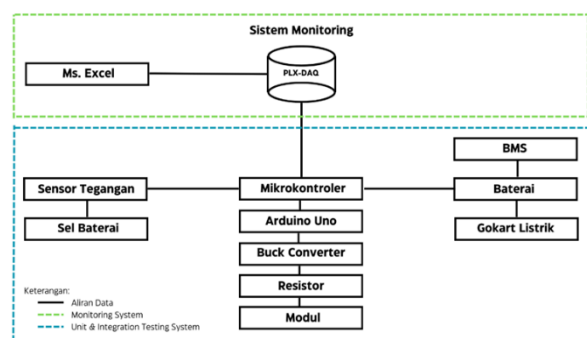 Sistem Monitoring
Ms. Excel
PLX-DAQ
BMS
Sensor Tegangan
Mikrokontroler
Baterai
Sel Baterai
Arduino Uno
Gokart Listrik
Buck Converter
Resistor
Modul
Keterangan:
Aliran Data
Monitoring System
Unit & Integration Testing System